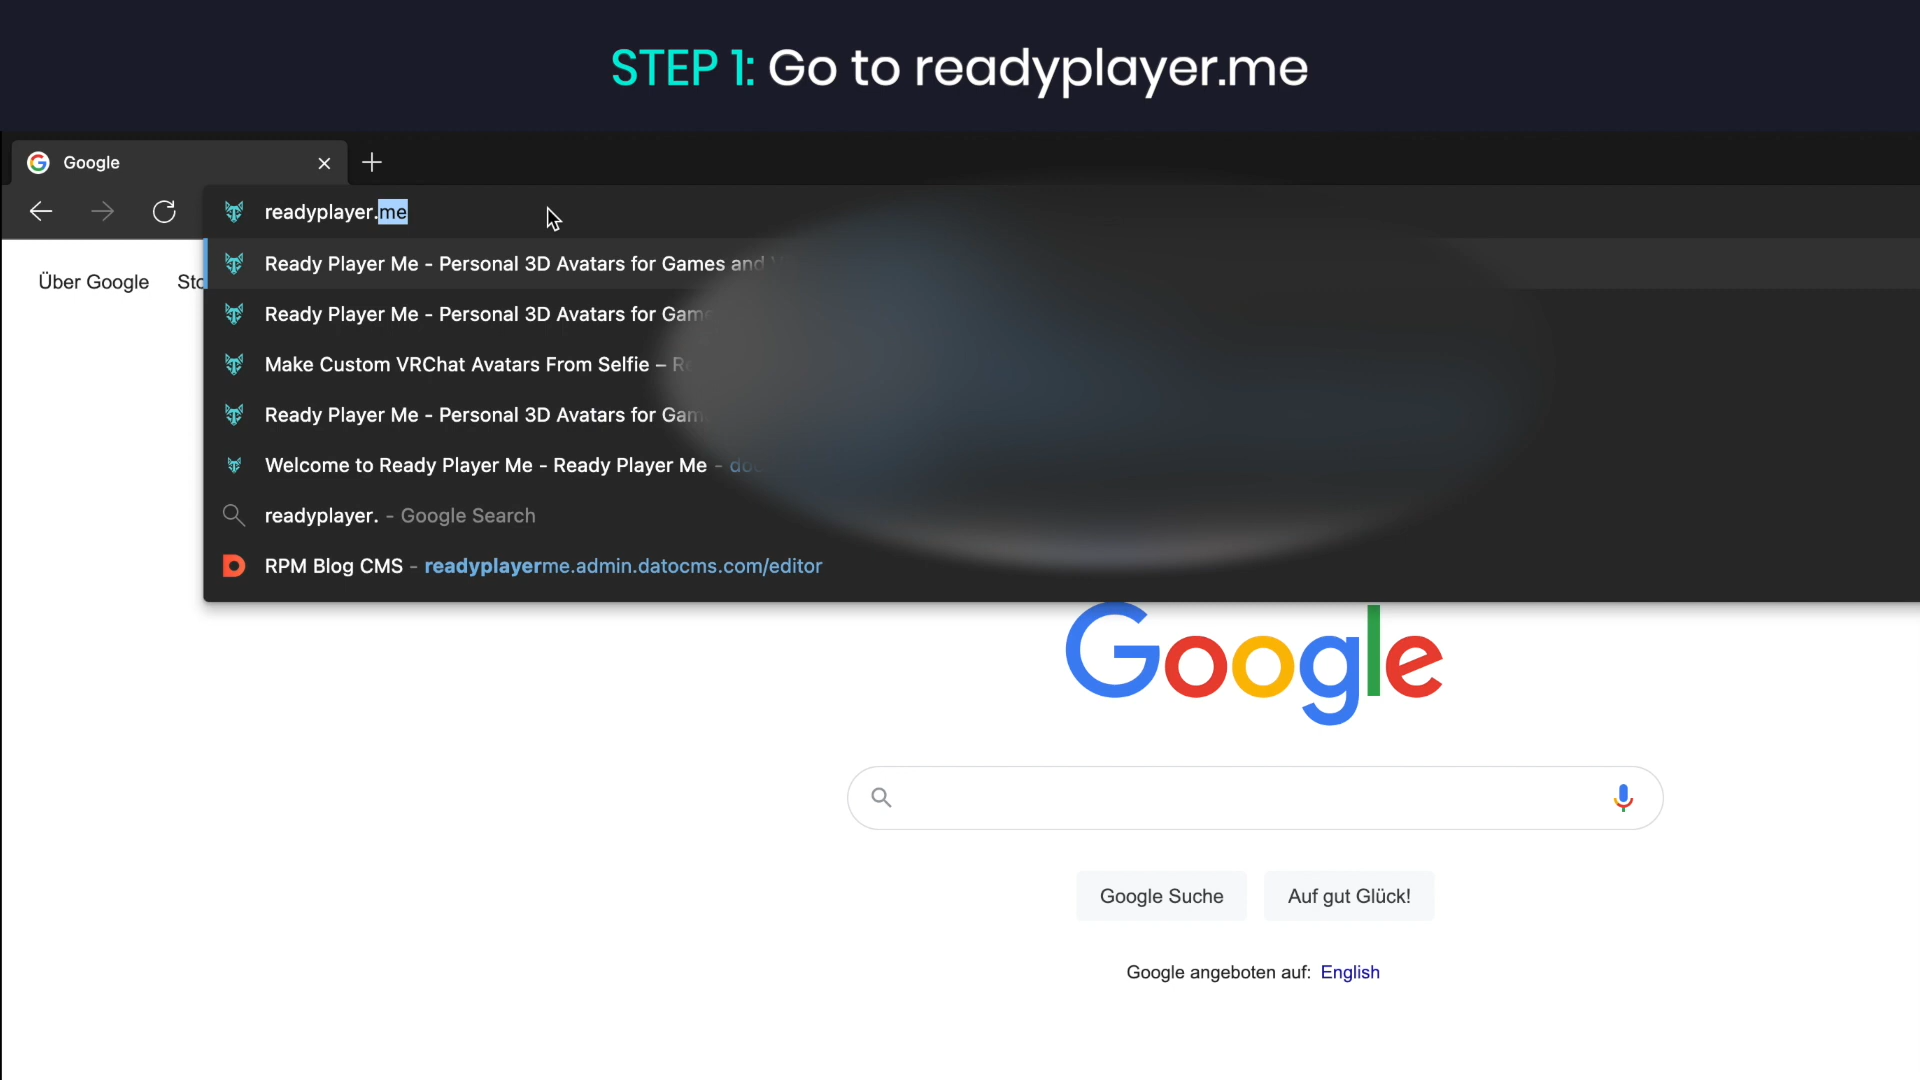 STEP 1: Go to readyplayer.me
Google
readyplayer.me
Ready Player Me - Personal 3D Avatars for Games and
Über Google
Ready Player Me - Personal 3D Avatars for
Make Custom VRChat Avatars From Selfie –
Ready Player Me - Personal 3D Avatars for
Welcome to Ready Player Me - Ready Player Me -
readyplayer. - Google Search
RPM Blog CMS - readyplayerme.admin.datocms.com/editor
Google
Google Suche
Auf gut Glück!
Google angeboten auf: English